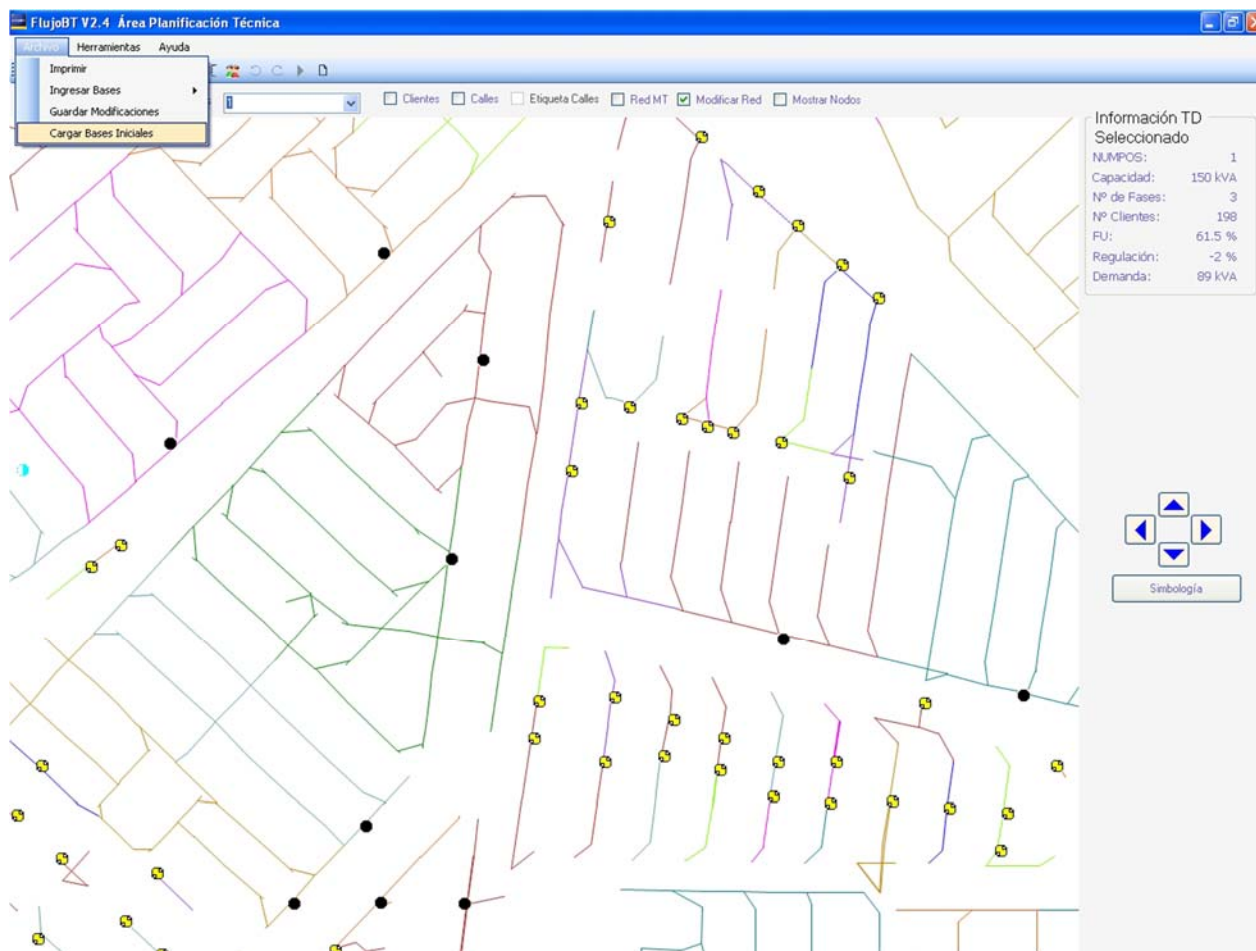 FlujoBT V2.4 Área Planificación Técnica
Archivo Herramientas Ayuda
Imprimir
Ingresar Bases
Guardar Modificaciones
Cargar Bases Iniciales
1
Clientes Calles Etiqueta Calles Red MT Modificar Red Mostrar Nodos
Información TD
Seleccionado
NUMPOS: 1
Capacidad: 150 kVA
Nº de Fases: 3
Nº Clientes: 198
FU: 61.5 %
Regulación: -2 %
Demanda: 89 kVA
Simbología